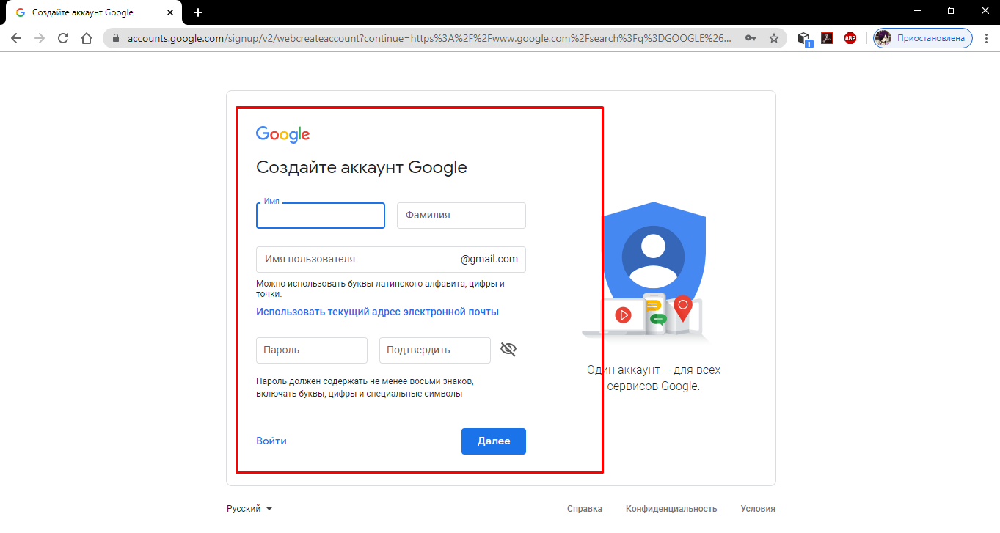 Создайте аккаунт Google
accounts.google.com/signup/v2/webcreateaccount?continue=https%3A%2F%2Fwww.google.com%2Fsearch%3Fq%3DGOOGLE%26...
1
ABP
Приостановлена
Google
Создайте аккаунт Google
Имя
Фамилия
Имя пользователя @gmail.com
Можно использовать буквы латинского алфавита, цифры и
точки.
Использовать текущий адрес электронной почты
Пароль Подтвердить
Пароль должен содержать не менее восьми знаков,
включать буквы, цифры и специальные символы
Войти Далее
Один аккаунт – для всех
сервисов Google.
Русский Справка Конфиденциальность Условия